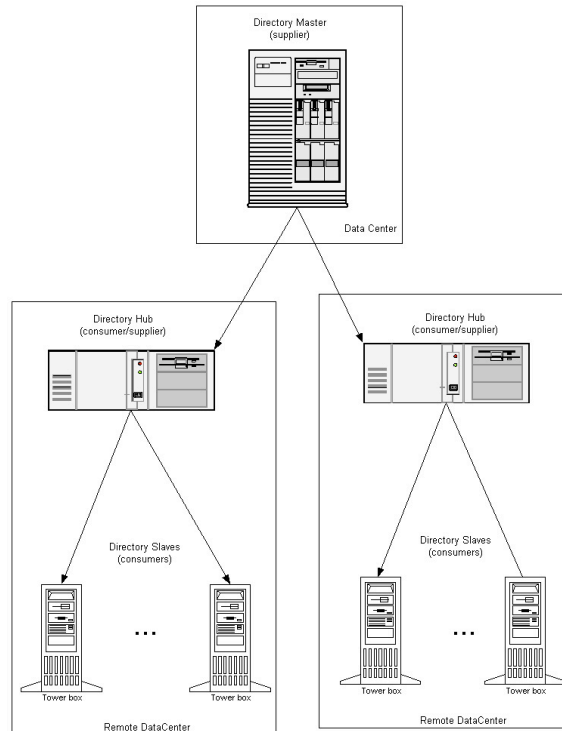 Directory Master
(supplier)
Data Center
Directory Hub
(consumer/supplier)
Directory Slaves
(consumers)
...
Tower box
Tower box
Remote DataCenter
Directory Hub
(consumer/supplier)
Directory Slaves
(consumers)
...
Tower box
Tower box
Remote DataCenter